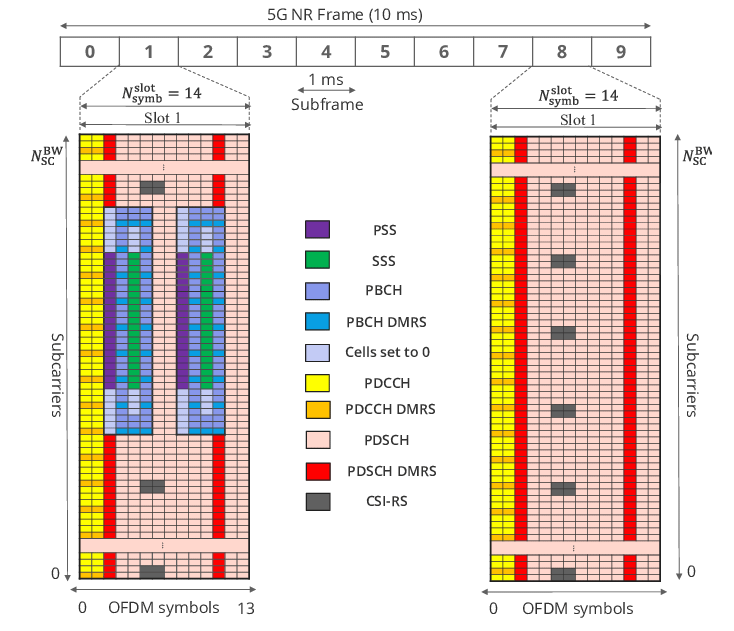 5G NR Frame (10 ms)
0 1 2 3 4 5 6 7 8 9
1 ms
Subframe
N_symb^slot = 14
Slot 1
N_SC^BW
Subcarriers
0
0 OFDM symbols 13
PSS
SSS
PBCH
PBCH DMRS
Cells set to 0
PDCCH
PDCCH DMRS
PDSCH
PDSCH DMRS
CSI-RS
N_symb^slot = 14
Slot 1
N_SC^BW
Subcarriers
0
0 OFDM symbols